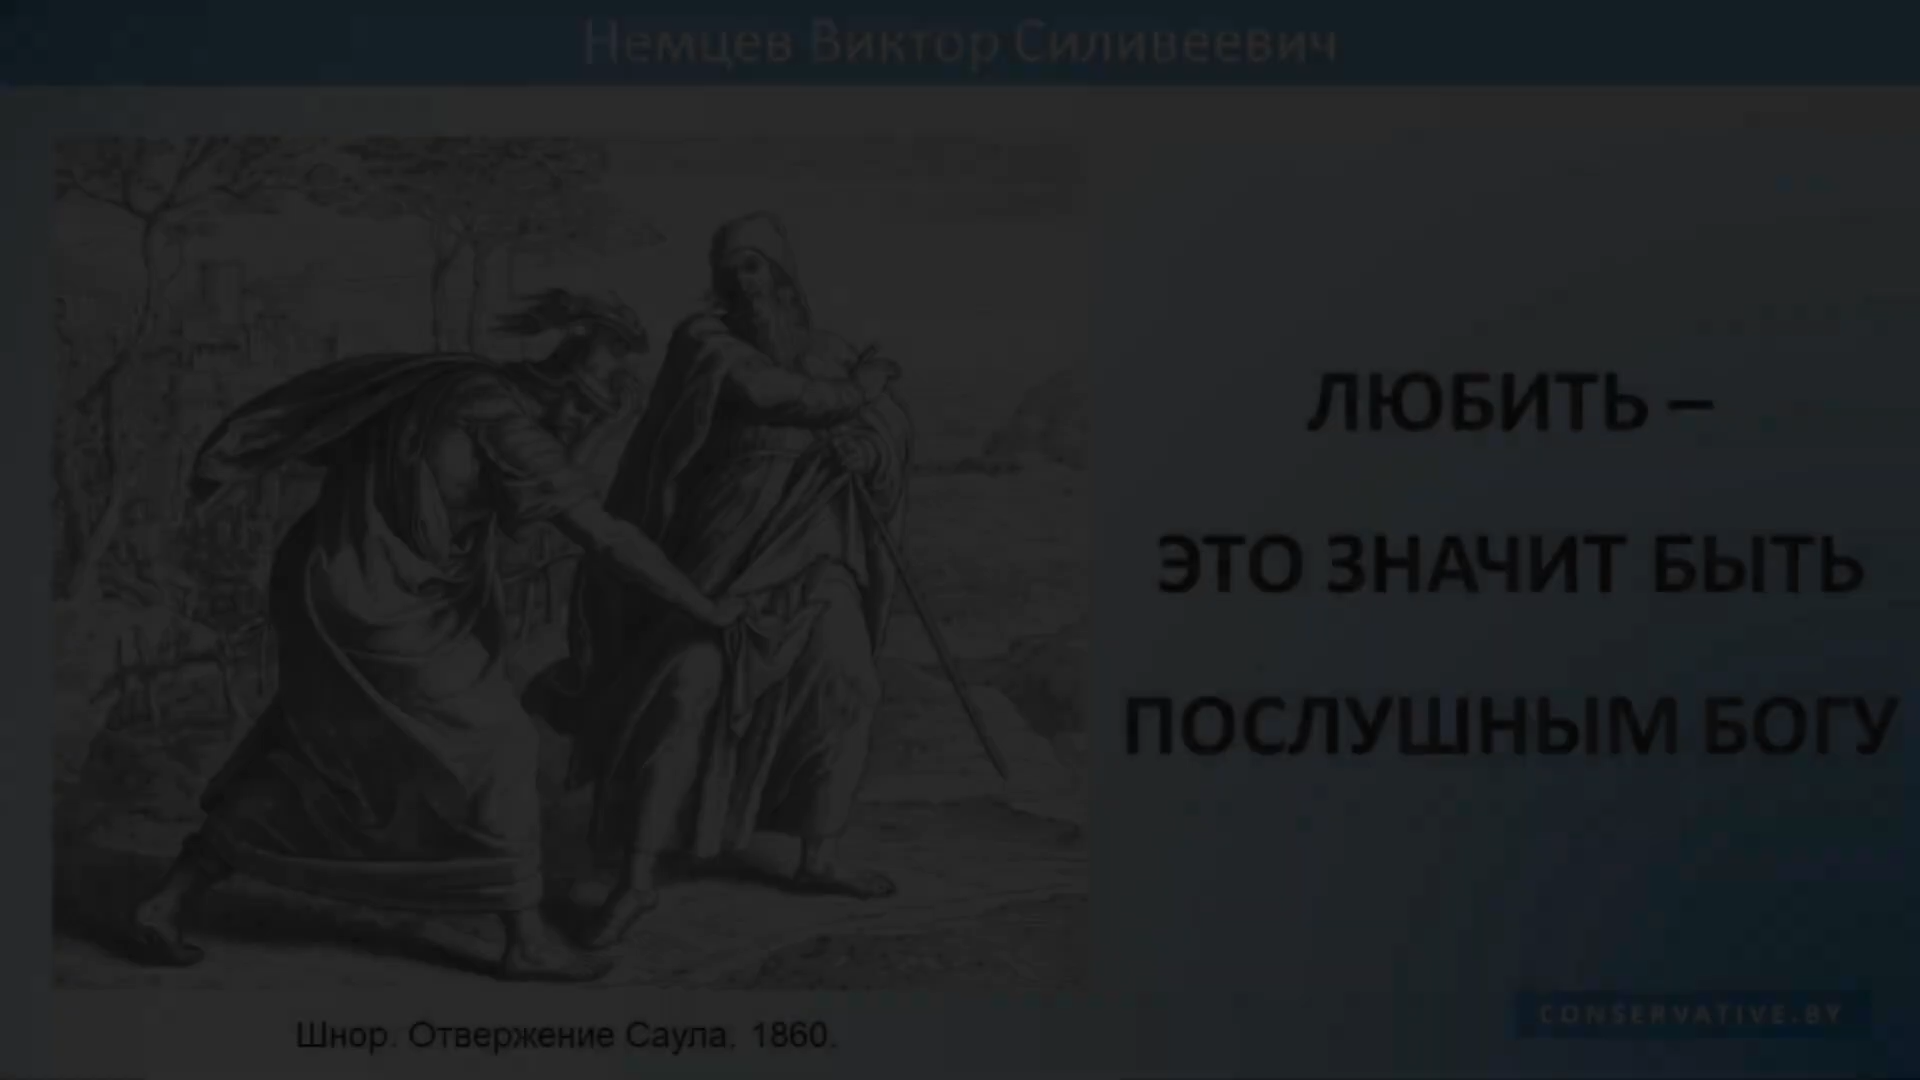 Немцев Виктор Силивеевич
ЛЮБИТЬ –
ЭТО ЗНАЧИТ БЫТЬ
ПОСЛУШНЫМ БОГУ
Шнор. Отвержение Саула. 1860.
CONSERVATIVE.BY